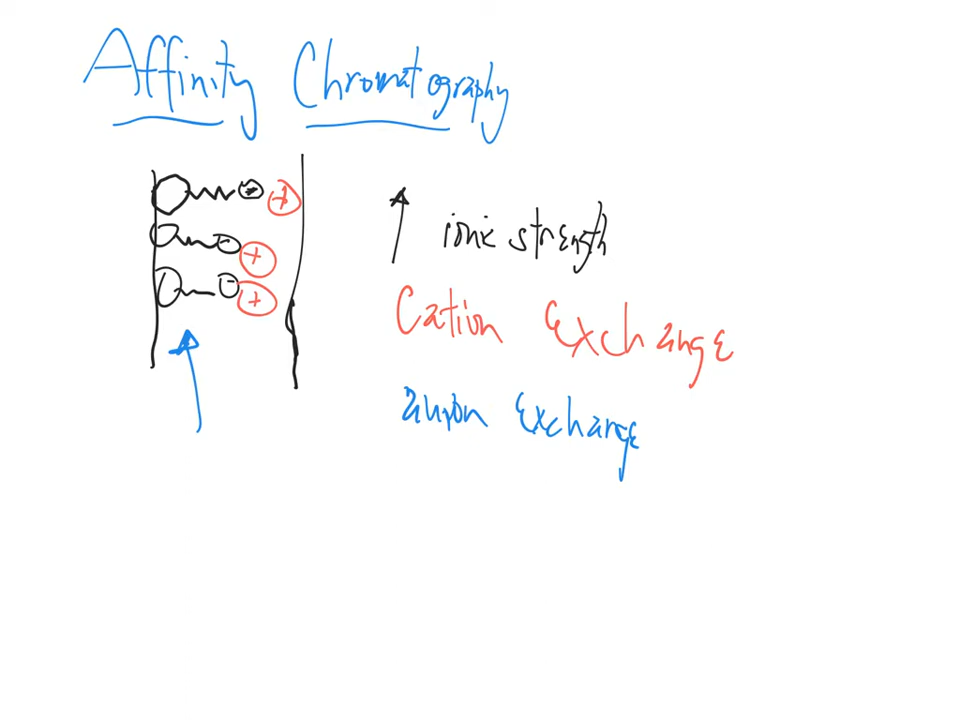 Affinity Chromatography
+
- +
- +
ionic strength
Cation Exchange
anion exchange